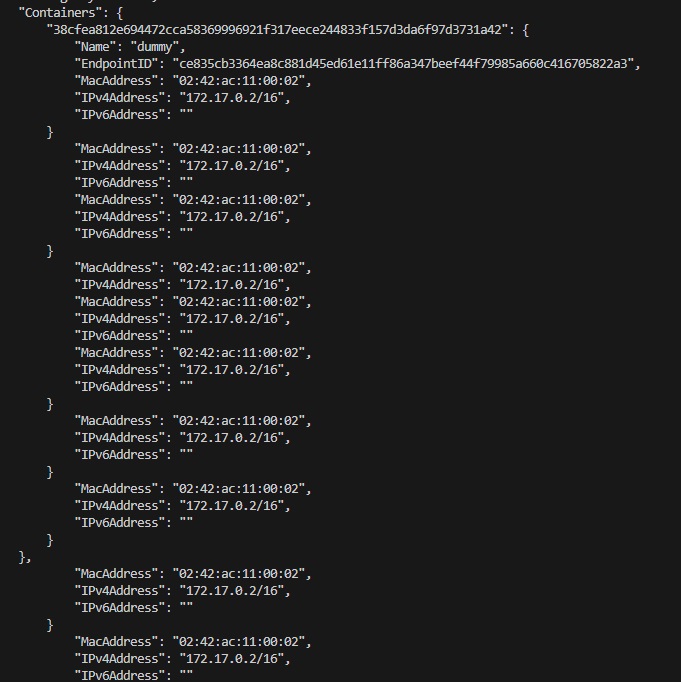 "Containers": {
"38cfea812e694472cca58369996921f317eece244833f157d3da6f97d3731a42": {
"Name": "dummy",
"EndpointID": "ce835cb3364ea8c881d45ed61e11ff86a347beef44f79985a660c416705822a3",
"MacAddress": "02:42:ac:11:00:02",
"IPv4Address": "172.17.0.2/16",
"IPv6Address": ""
}
"MacAddress": "02:42:ac:11:00:02",
"IPv4Address": "172.17.0.2/16",
"IPv6Address": ""
"MacAddress": "02:42:ac:11:00:02",
"IPv4Address": "172.17.0.2/16",
"IPv6Address": ""
}
"MacAddress": "02:42:ac:11:00:02",
"IPv4Address": "172.17.0.2/16",
"MacAddress": "02:42:ac:11:00:02",
"IPv4Address": "172.17.0.2/16",
"IPv6Address": ""
"MacAddress": "02:42:ac:11:00:02",
"IPv4Address": "172.17.0.2/16",
"IPv6Address": ""
}
"MacAddress": "02:42:ac:11:00:02",
"IPv4Address": "172.17.0.2/16",
"IPv6Address": ""
}
"MacAddress": "02:42:ac:11:00:02",
"IPv4Address": "172.17.0.2/16",
"IPv6Address": ""
}
},
"MacAddress": "02:42:ac:11:00:02",
"IPv4Address": "172.17.0.2/16",
"IPv6Address": ""
}
"MacAddress": "02:42:ac:11:00:02",
"IPv4Address": "172.17.0.2/16",
"IPv6Address": ""